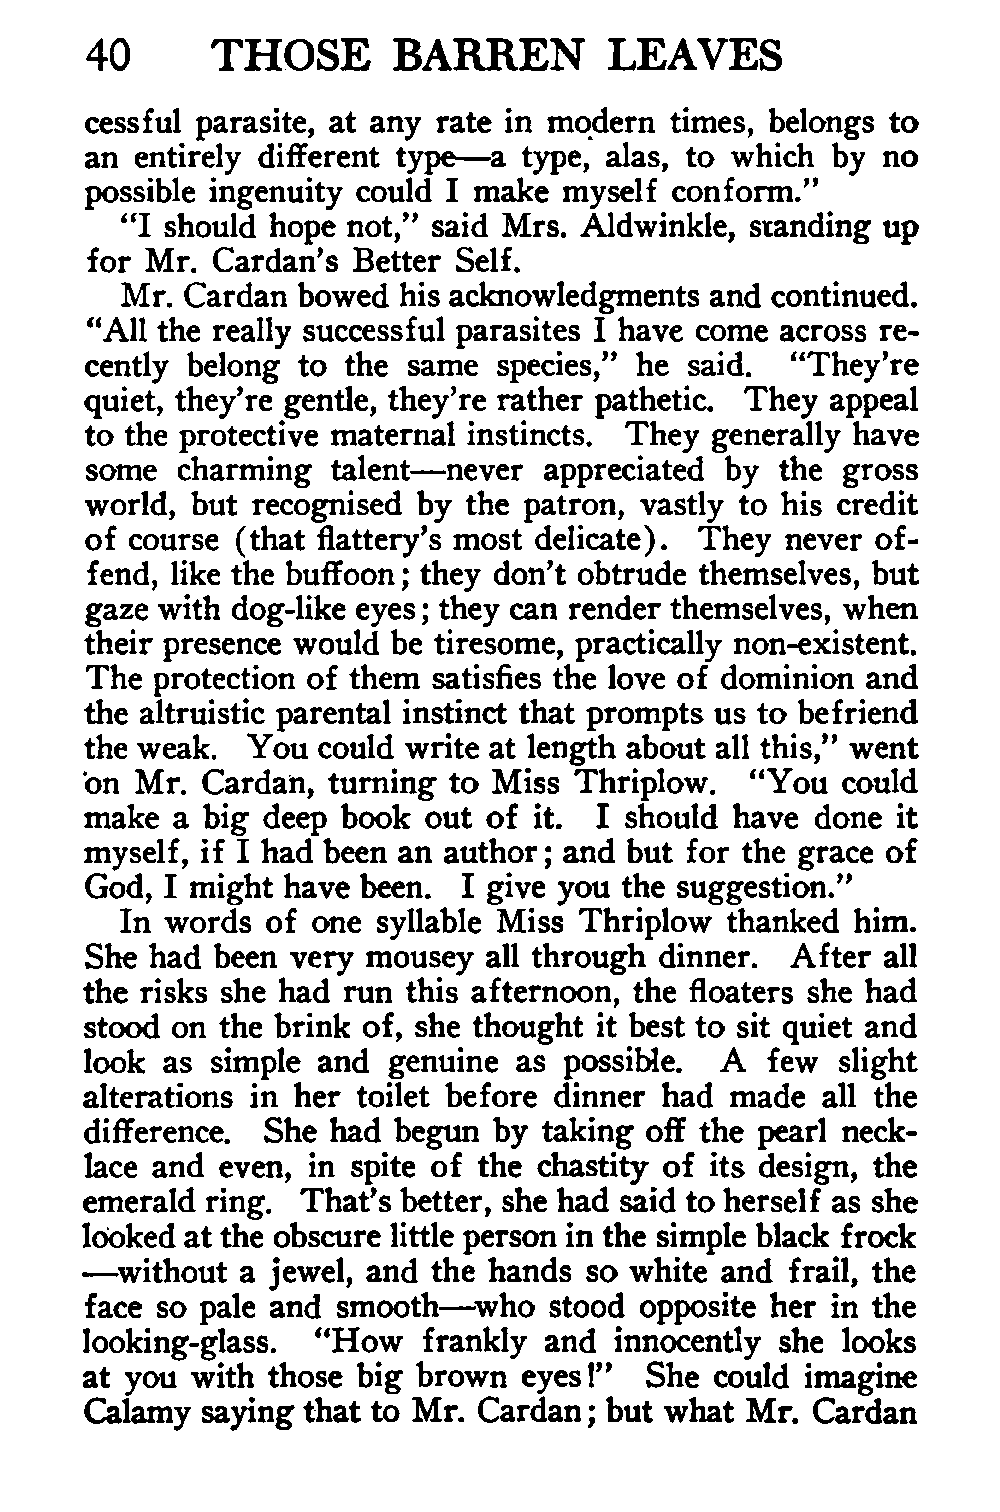 40 THOSE BARREN LEAVES
cessful parasite, at any rate in modern times, belongs to
an entirely different type—a type, alas, to which by no
possible ingenuity could I make myself conform.”
“I should hope not,” said Mrs. Aldwinkle, standing up
for Mr. Cardan’s Better Self.
Mr. Cardan bowed his acknowledgments and continued.
“All the really successful parasites I have come across re-
cently belong to the same species,” he said. “They’re
quiet, they’re gentle, they’re rather pathetic. They appeal
to the protective maternal instincts. They generally have
some charming talent—never appreciated by the gross
world, but recognised by the patron, vastly to his credit
of course (that flattery’s most delicate). They never of-
fend, like the buffoon; they don’t obtrude themselves, but
gaze with dog-like eyes; they can render themselves, when
their presence would be tiresome, practically non-existent.
The protection of them satisfies the love of dominion and
the altruistic parental instinct that prompts us to befriend
the weak. You could write at length about all this,” went
on Mr. Cardan, turning to Miss Thriplow. “You could
make a big deep book out of it. I should have done it
myself, if I had been an author; and but for the grace of
God, I might have been. I give you the suggestion.”
In words of one syllable Miss Thriplow thanked him.
She had been very mousey all through dinner. After all
the risks she had run this afternoon, the floaters she had
stood on the brink of, she thought it best to sit quiet and
look as simple and genuine as possible. A few slight
alterations in her toilet before dinner had made all the
difference. She had begun by taking off the pearl neck-
lace and even, in spite of the chastity of its design, the
emerald ring. That’s better, she had said to herself as she
looked at the obscure little person in the simple black frock
—without a jewel, and the hands so white and frail, the
face so pale and smooth—who stood opposite her in the
looking-glass. “How frankly and innocently she looks
at you with those big brown eyes!” She could imagine
Calamy saying that to Mr. Cardan; but what Mr. Cardan